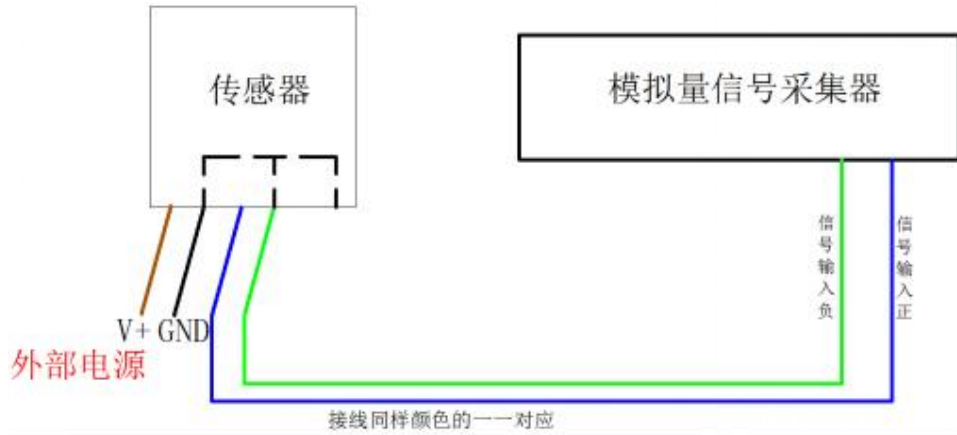 传感器
模拟量信号采集器
信号输入负
信号输入正
V+ GND
外部电源
接线同样颜色的一一对应